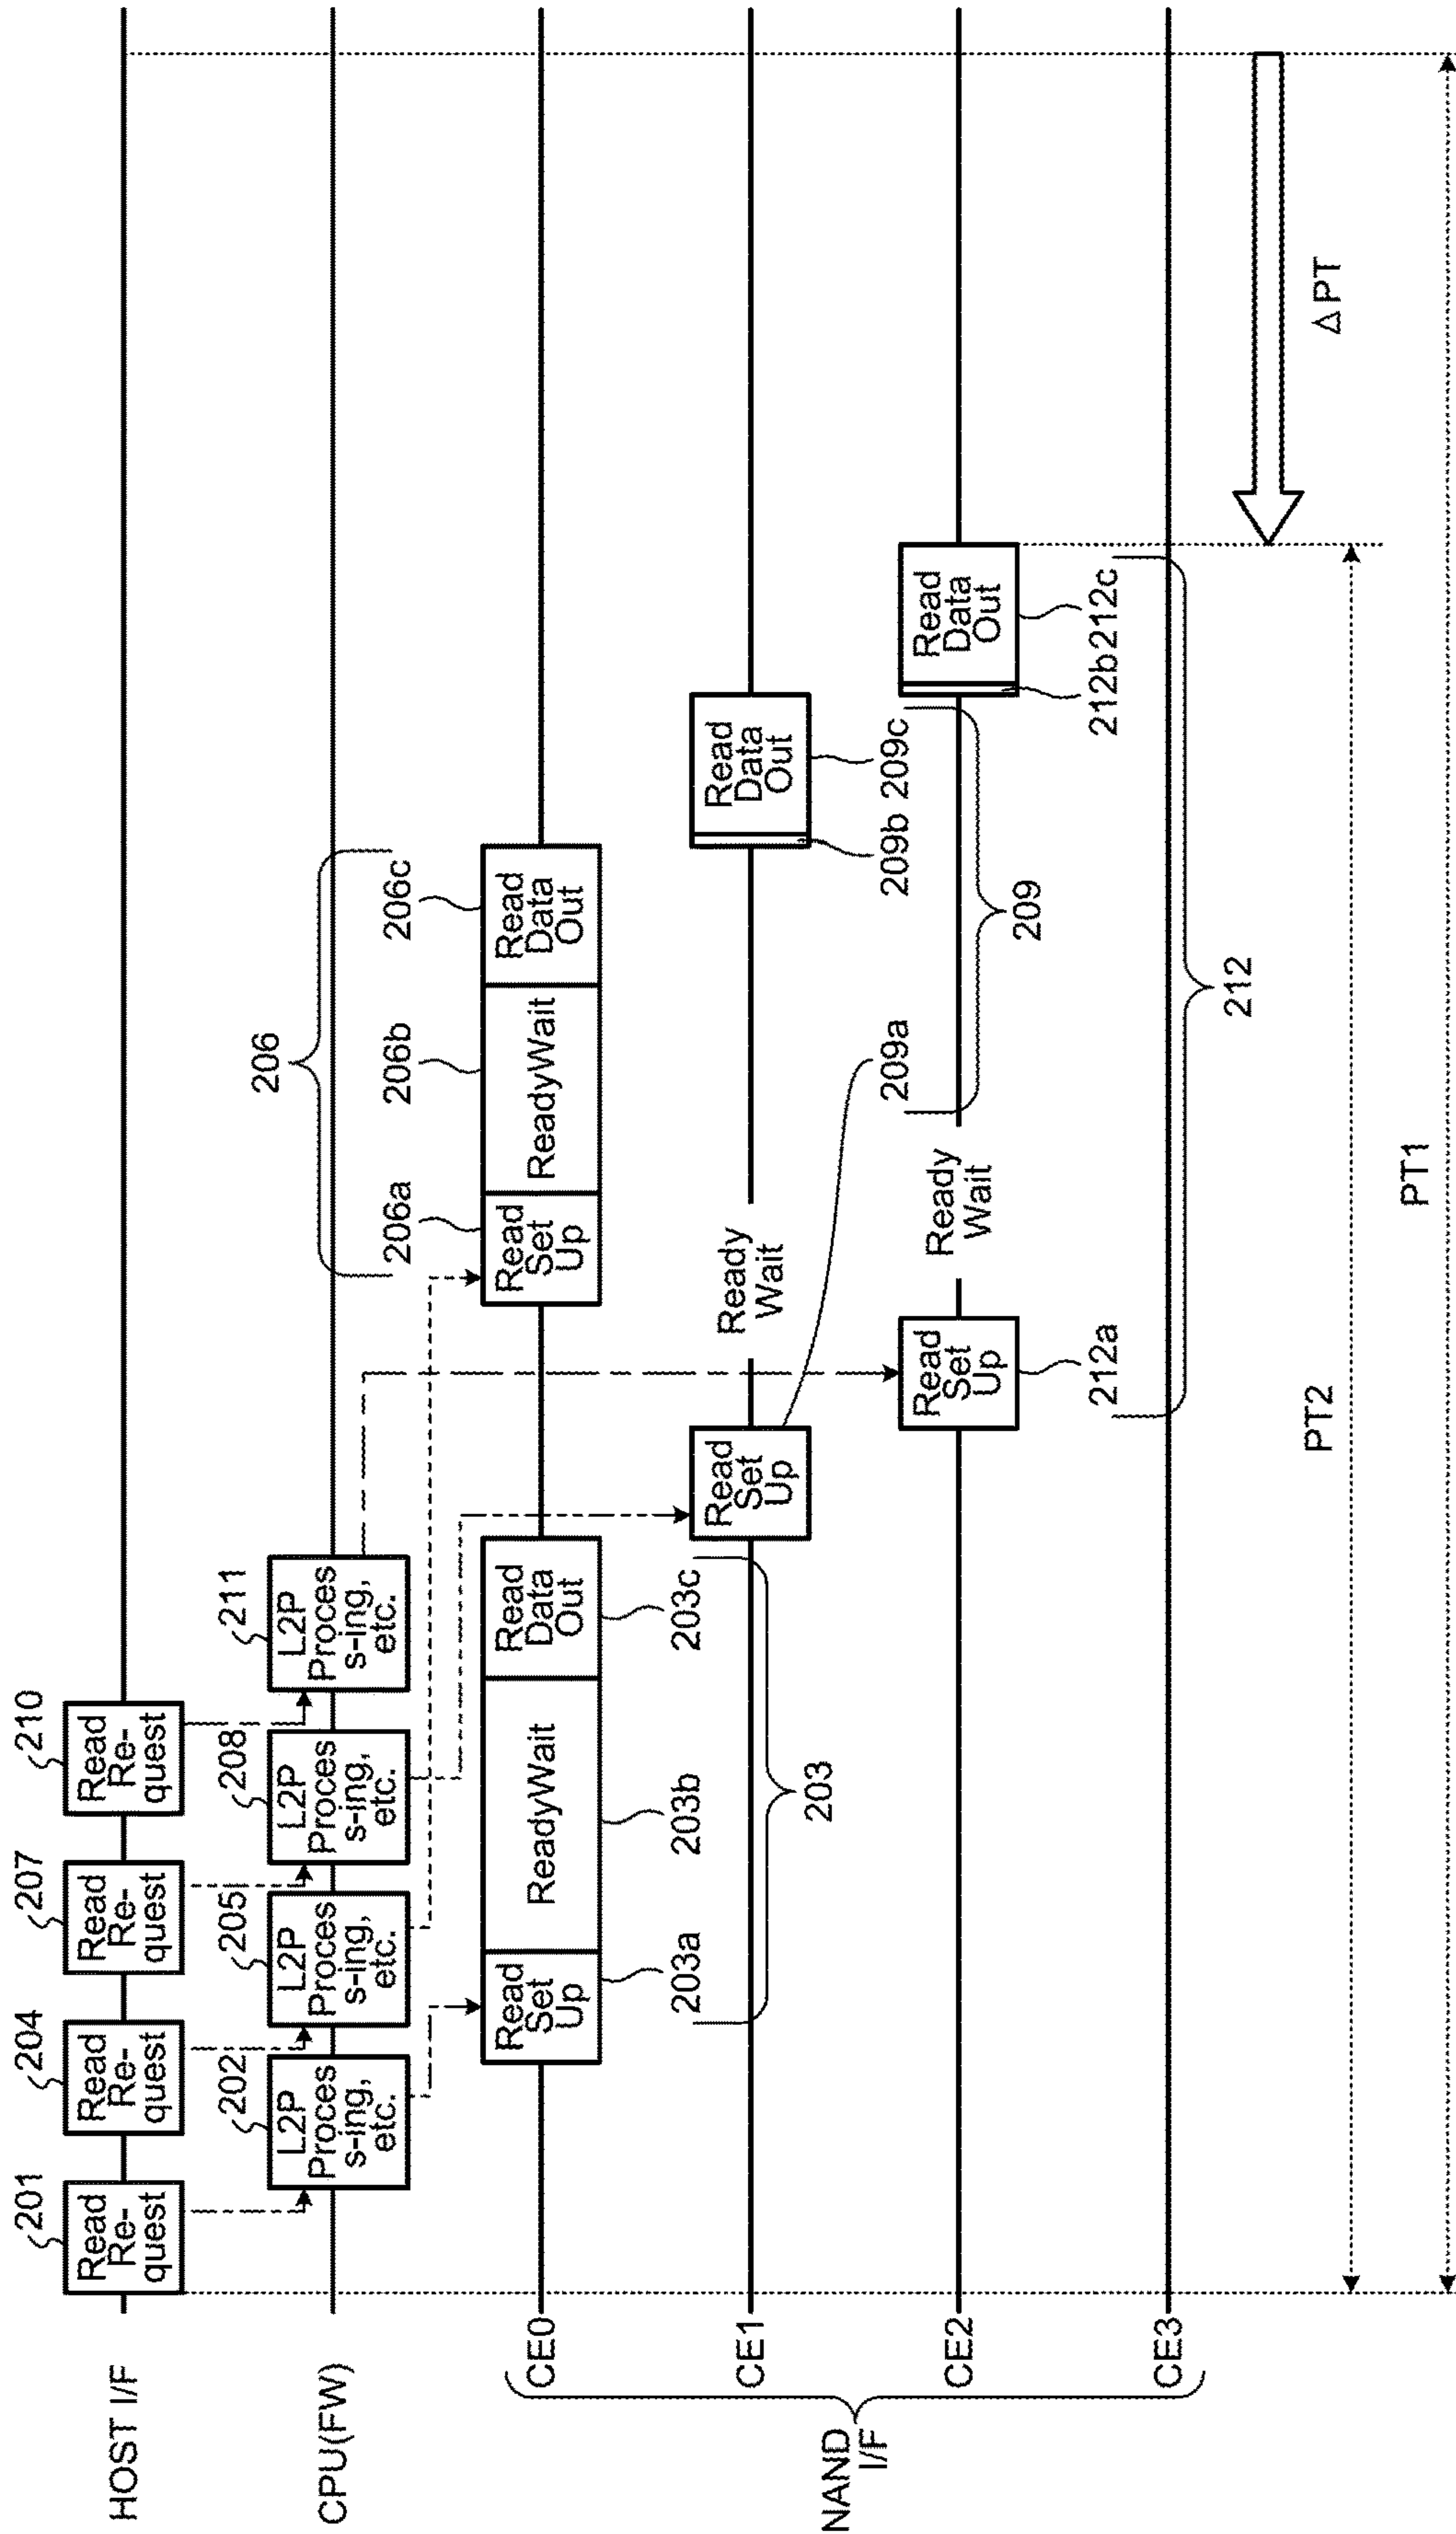 HOST I/F
201
Read
Re-
quest
204
Read
Re-
quest
207
Read
Re-
quest
210
Read
Re-
quest
CPU(FW)
202
L2P
Proces
s-ing,
etc.
205
L2P
Proces
s-ing,
etc.
208
L2P
Proces
s-ing,
etc.
211
L2P
Proces
s-ing,
etc.
206
206a
206b
206c
NAND
I/F
CE0
Read
Set
Up
ReadyWait
Read
Data
Out
Read
Set
Up
ReadyWait
Read
Data
Out
203a
203b
203c
203
CE1
Read
Set
Up
Ready
Wait
Read
Data
Out
209a
209b
209c
209
CE2
Read
Set
Up
Ready
Wait
Read
Data
Out
212a
212b
212c
CE3
212
ΔPT
PT2
PT1